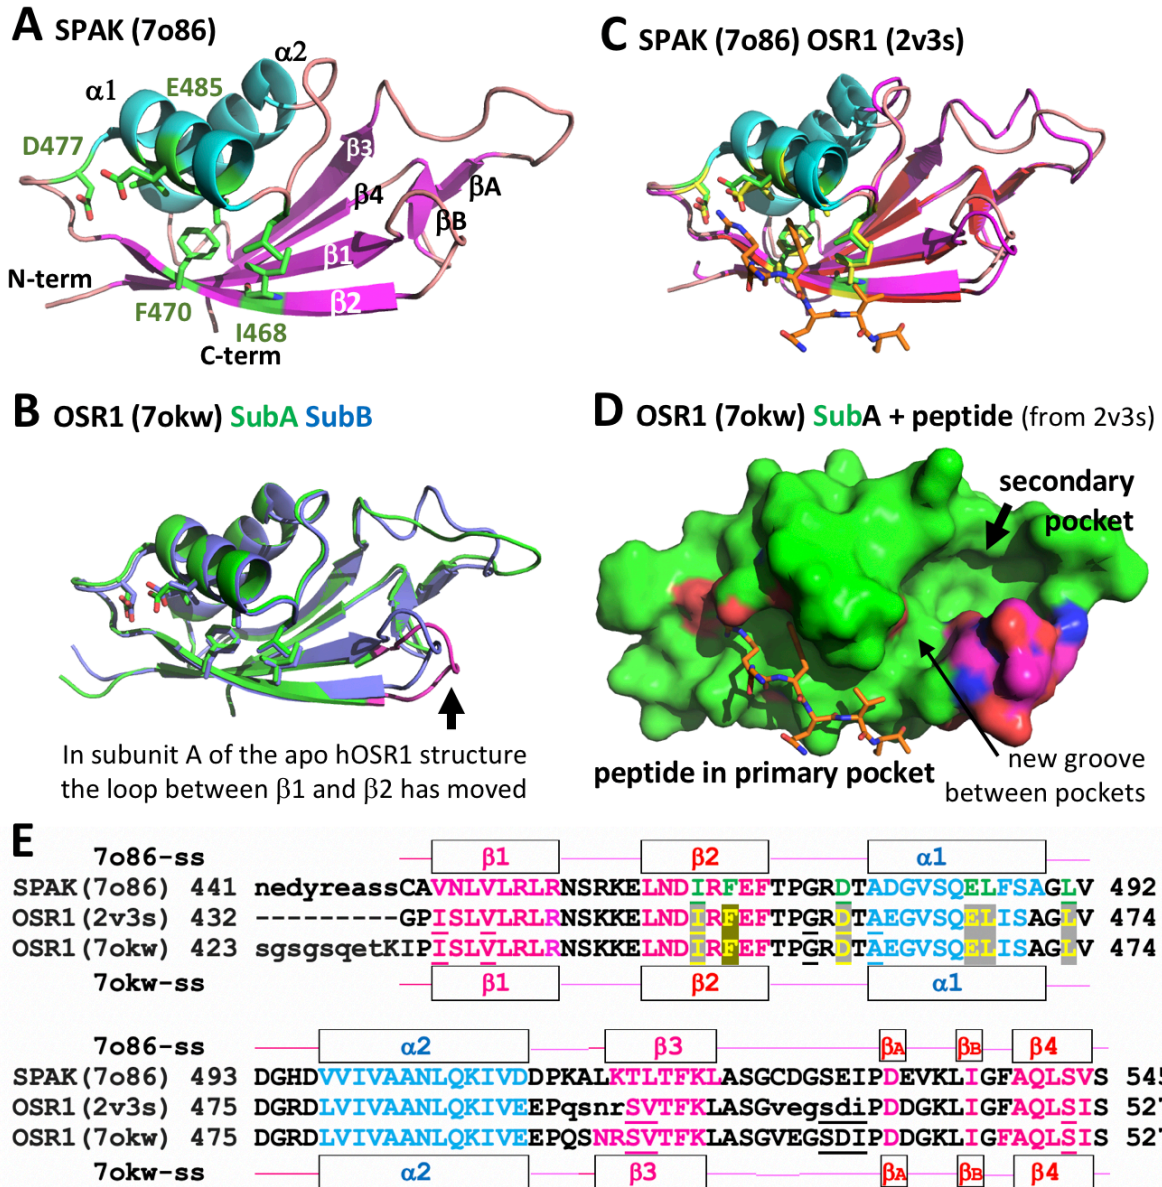 A SPAK (7o86)
α2
α1
E485
D477
β3
β4
βA
βB
β1
N-term
β2
F470
I468
C-term
C SPAK (7o86) OSR1 (2v3s)
B OSR1 (7okw) SubA SubB
In subunit A of the apo hOSR1 structure
the loop between β1 and β2 has moved
D OSR1 (7okw) SubA + peptide (from 2v3s)
secondary
pocket
peptide in primary pocket
new groove
between pockets
E
7o86-ss β1 β2 α1
SPAK(7o86) 441 nedyreassCAVNLVLRLRNSRKELNDIRFEFTPGRDTADGVSQELFSAGLV 492
OSR1(2v3s) 432 ---------GPISLVLRLRNSKKELNDIRFEFTPGRDTAEGVSQELISAGLV 474
OSR1(7okw) 423 sgsgsqetKIPISLVLRLRNSKKELNDIRFEFTPGRDTAEGVSQELISAGLV 474
7okw-ss β1 β2 α1
7o86-ss α2 β3 βA βB β4
SPAK(7o86) 493 DGHDVVIVAANLQKIVDDPKALKTLTFKLASGCDGSEIPDEVKLIGFAQLSVS 545
OSR1(2v3s) 475 DGRDLVIVAANLQKIVEEPqsnrSVTFKLASGvegsdiPDDGKLIGFAQLSIS 527
OSR1(7okw) 475 DGRDLVIVAANLQKIVEEPQSNRSVTFKLASGVEGSDIPDDGKLIGFAQLSIS 527
7okw-ss α2 β3 βA βB β4